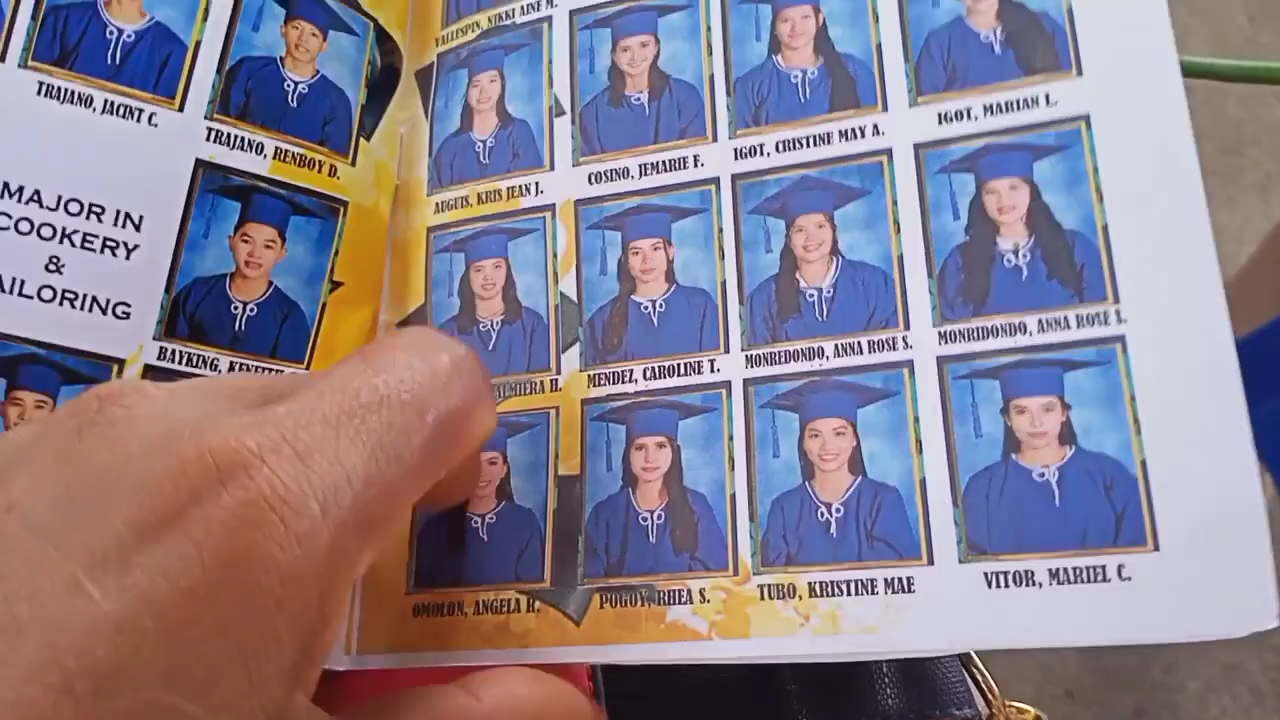 TRAJANO, JACINT C.
TRAJANO, RENBOY D.
MAJOR IN
COOKERY
&
AILORING
BAYKING,
VALLESPIN, NIKKI AINE M.
AUGUIS, KRIS JEAN J.
COSINO, JEMARIE F.
IGOT, CRISTINE MAY A.
IGOT, MARIAN L.
ALMIERA H.
MENDEZ, CAROLINE T.
MONREDONDO, ANNA ROSE S.
MONRIDONDO, ANNA ROSE S.
OMOLON, ANGELA R.
POGOY, RHEA S.
TUBO, KRISTINE MAE
VITOR, MARIEL C.